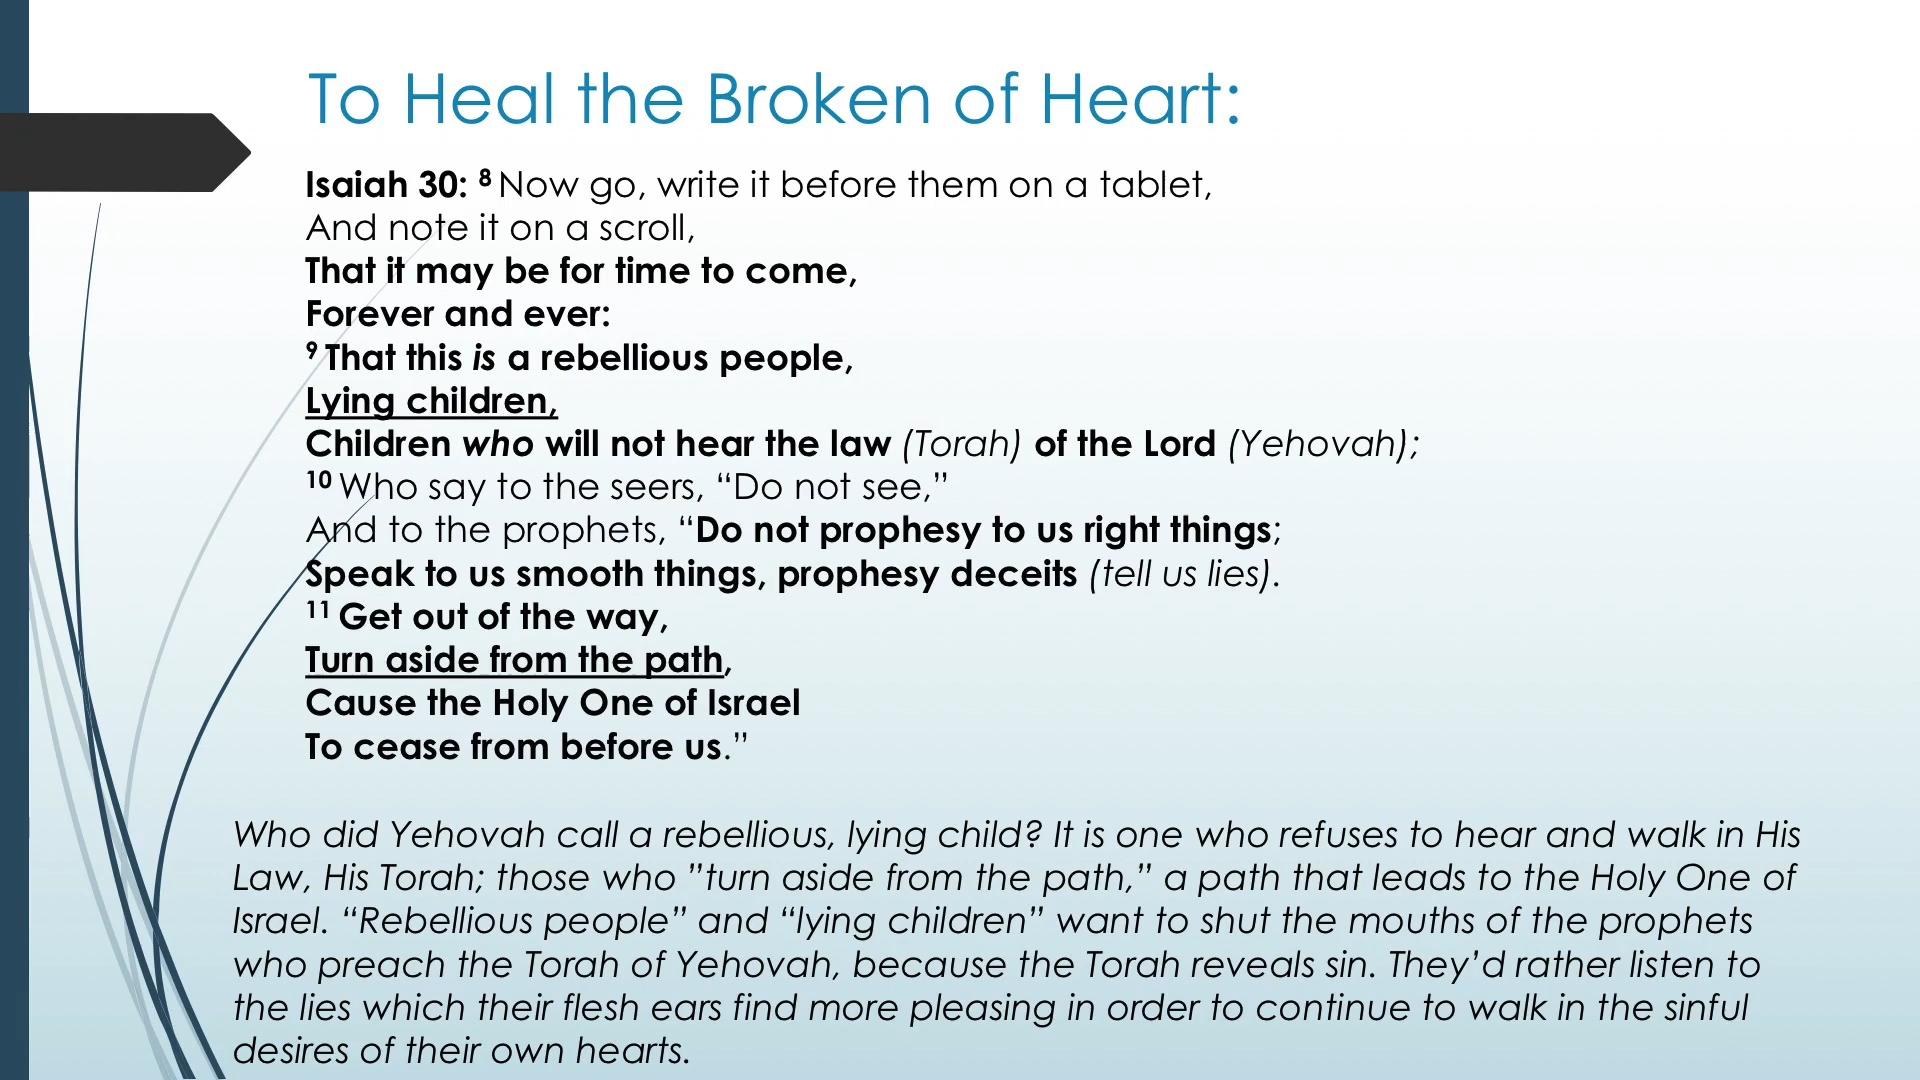 To Heal the Broken of Heart:
Isaiah 30: 8 Now go, write it before them on a tablet,
And note it on a scroll,
That it may be for time to come,
Forever and ever:
9 That this is a rebellious people,
Lying children,
Children who will not hear the law (Torah) of the Lord (Yehovah);
10 Who say to the seers, “Do not see,”
And to the prophets, “Do not prophesy to us right things;
Speak to us smooth things, prophesy deceits (tell us lies).
11 Get out of the way,
Turn aside from the path,
Cause the Holy One of Israel
To cease from before us.”
Who did Yehovah call a rebellious, lying child? It is one who refuses to hear and walk in His
Law, His Torah; those who ”turn aside from the path,” a path that leads to the Holy One of
Israel. “Rebellious people” and “lying children” want to shut the mouths of the prophets
who preach the Torah of Yehovah, because the Torah reveals sin. They’d rather listen to
the lies which their flesh ears find more pleasing in order to continue to walk in the sinful
desires of their own hearts.